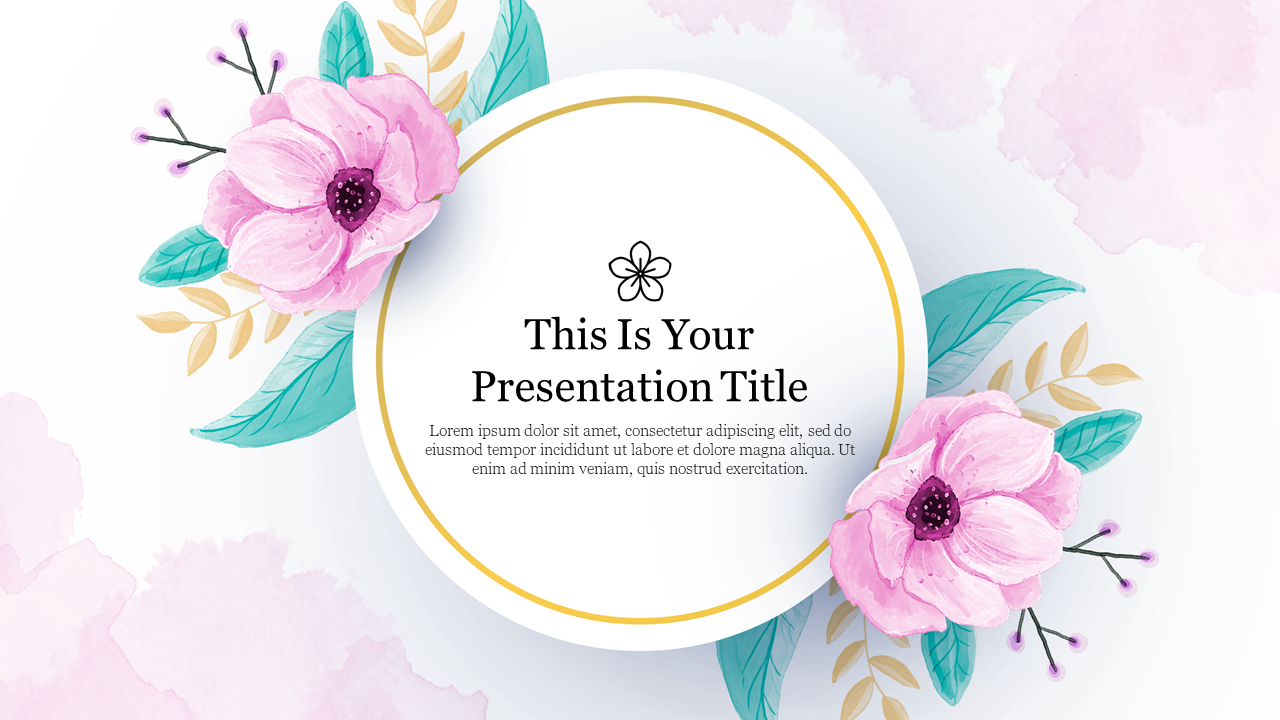 This Is Your
Presentation Title
Lorem ipsum dolor sit amet, consectetur adipiscing elit, sed do
eiusmod tempor incididunt ut labore et dolore magna aliqua. Ut
enim ad minim veniam, quis nostrud exercitation.